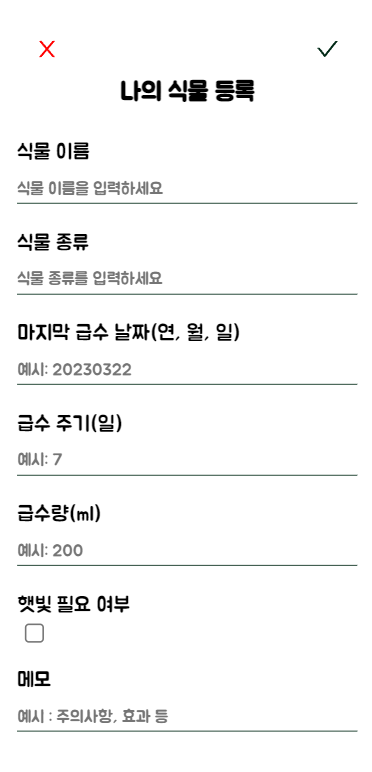 나의 식물 등록
식물 이름
식물 이름을 입력하세요
식물 종류
식물 종류를 입력하세요
마지막 급수 날짜(연, 월, 일)
예시: 20230322
급수 주기(일)
예시: 7
급수량(ml)
예시: 200
햇빛 필요 여부
메모
예시 : 주의사항, 효과 등